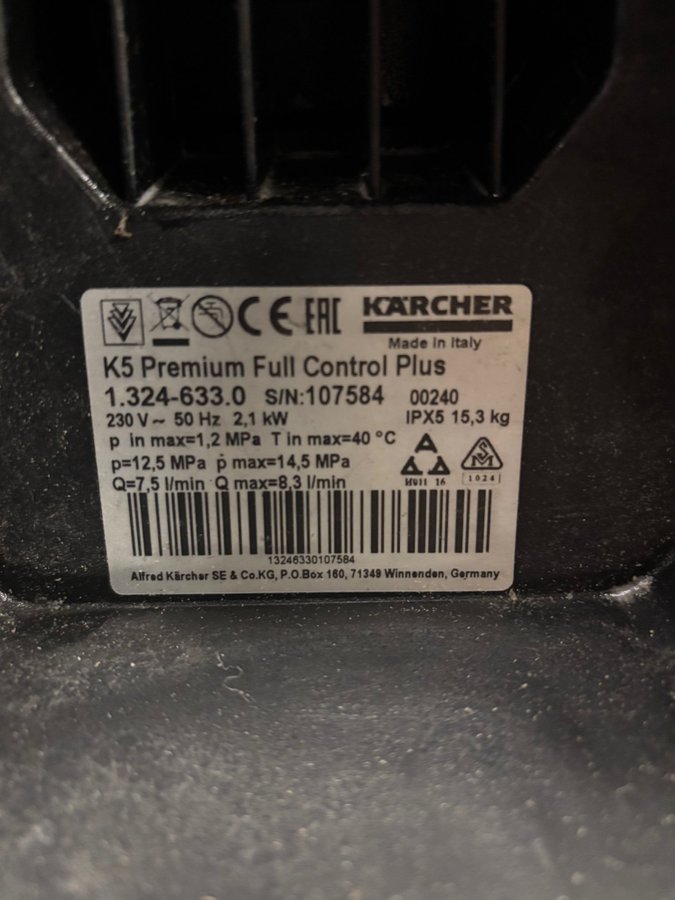 CE EAC KÄRCHER
Made in Italy
K5 Premium Full Control Plus
1.324-633.0 S/N:107584 00240
230 V~ 50 Hz 2,1 kW IPX5 15,3 kg
p in max=1,2 MPa T in max=40 °C
p=12,5 MPa p max=14,5 MPa
Q=7,5 l/min Q max=8,3 l/min
1024
13246330107584
Alfred Kärcher SE & Co.KG, P.O.Box 160, 71349 Winnenden, Germany